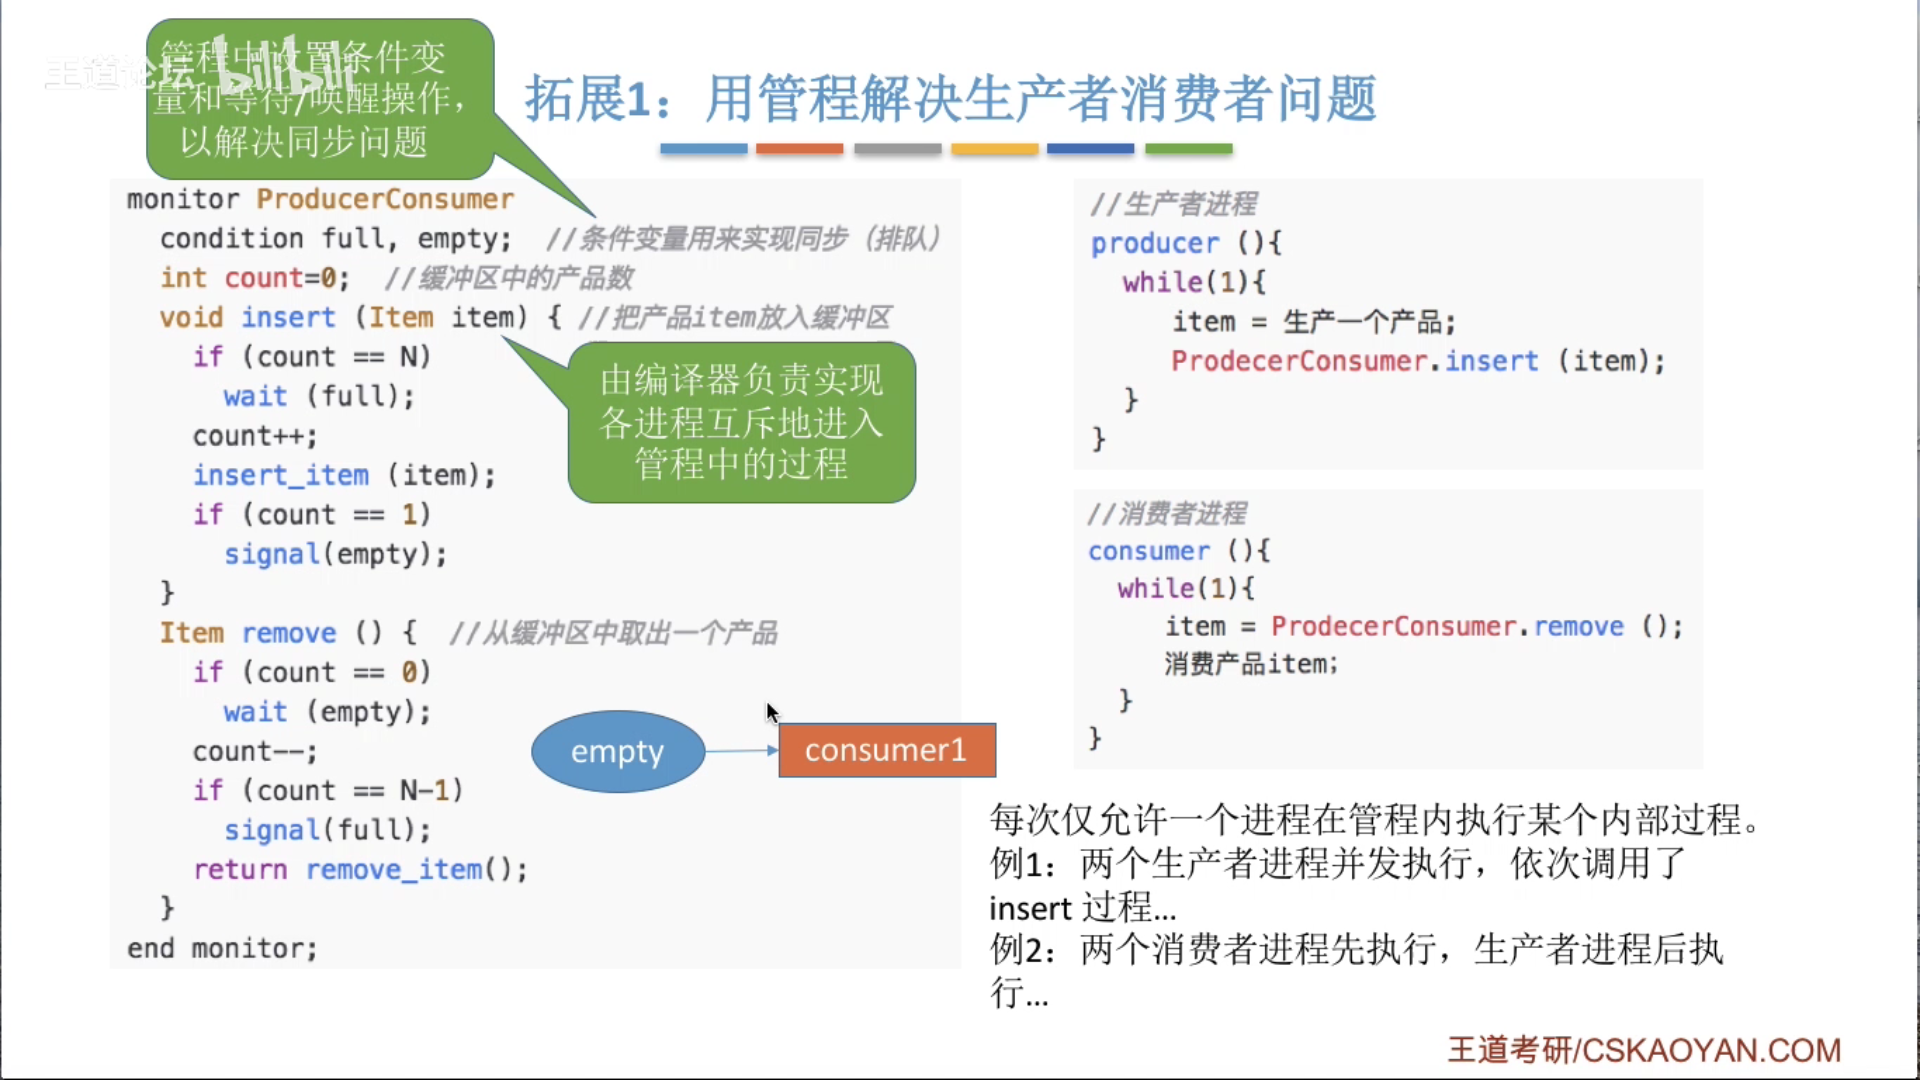 王道论坛 bilibili
管程中设置条件变
量和等待/唤醒操作，
以解决同步问题
拓展1：用管程解决生产者消费者问题
monitor ProducerConsumer
condition full, empty; //条件变量用来实现同步（排队）
int count=0; //缓冲区中的产品数
void insert (Item item) { //把产品item放入缓冲区
if (count == N)
wait (full);
count++;
insert_item (item);
if (count == 1)
signal(empty);
}
由编译器负责实现
各进程互斥地进入
管程中的过程
Item remove () { //从缓冲区中取出一个产品
if (count == 0)
wait (empty);
count--;
if (count == N-1)
signal(full);
return remove_item();
}
end monitor;
empty
consumer1
//生产者进程
producer (){
while(1){
item = 生产一个产品;
ProdecerConsumer.insert (item);
}
}
//消费者进程
consumer (){
while(1){
item = ProdecerConsumer.remove ();
消费产品item;
}
}
每次仅允许一个进程在管程内执行某个内部过程。
例1：两个生产者进程并发执行，依次调用了
insert 过程...
例2：两个消费者进程先执行，生产者进程后执
行...
王道考研/CSKAOYAN.COM